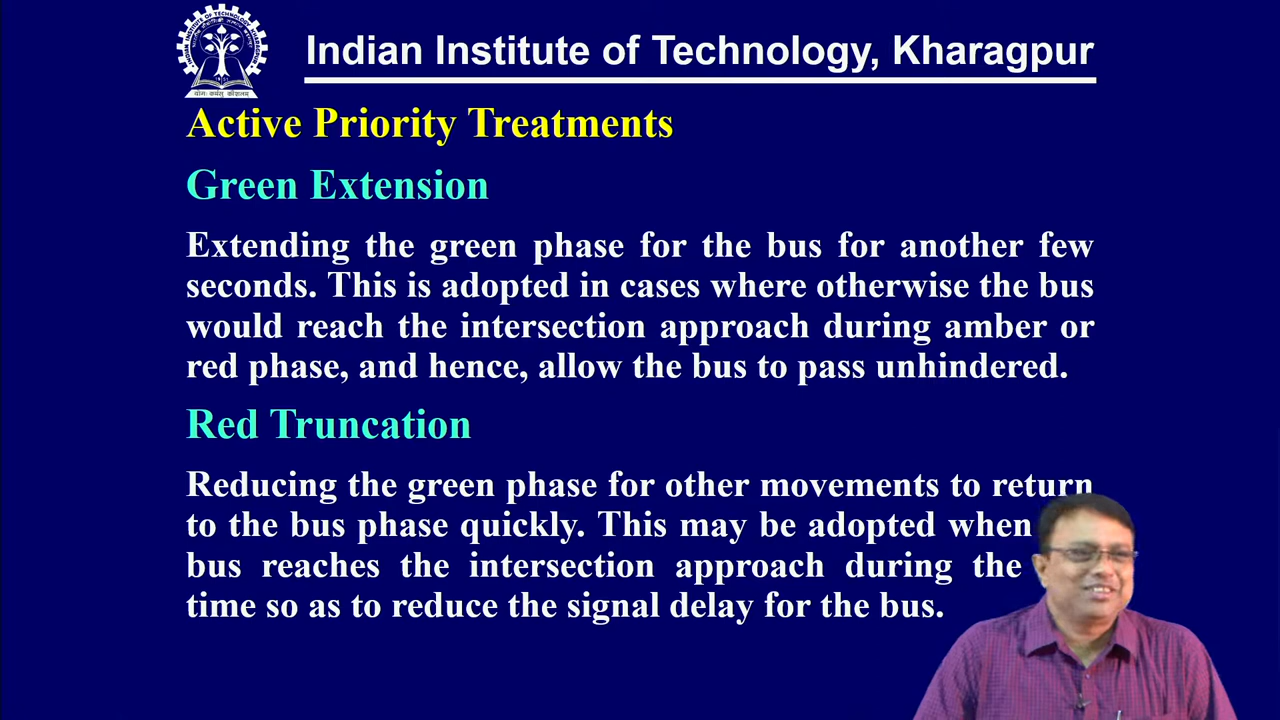 Indian Institute of Technology, Kharagpur
Active Priority Treatments
Green Extension
Extending the green phase for the bus for another few
seconds. This is adopted in cases where otherwise the bus
would reach the intersection approach during amber or
red phase, and hence, allow the bus to pass unhindered.
Red Truncation
Reducing the green phase for other movements to return
to the bus phase quickly. This may be adopted when
bus reaches the intersection approach during the
time so as to reduce the signal delay for the bus.